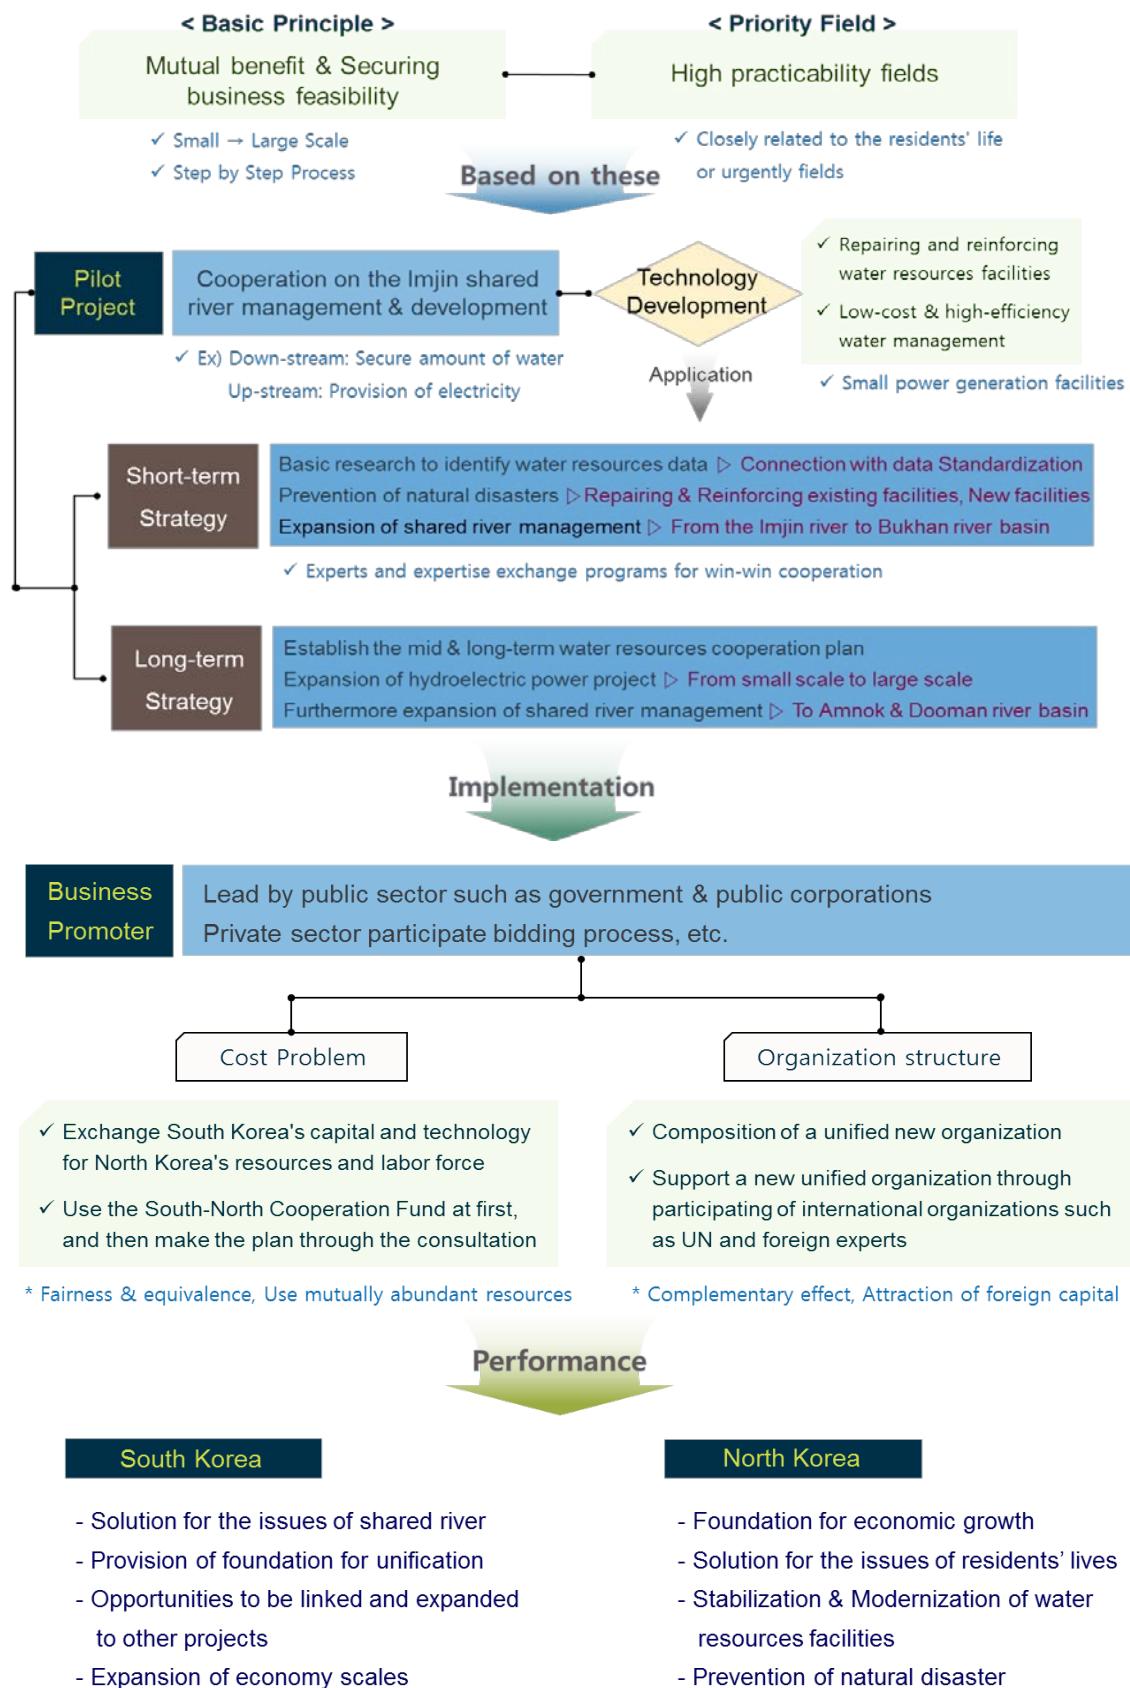 < Basic Principle >
< Priority Field >
Mutual benefit & Securing
business feasibility
High practicability fields
✓ Small → Large Scale
✓ Step by Step Process
✓ Closely related to the residents' life
or urgently fields
Based on these
Pilot
Project
Cooperation on the Imjin shared
river management & development
Technology
Development
✓ Repairing and reinforcing
water resources facilities
✓ Low-cost & high-efficiency
water management
✓ Ex) Down-stream: Secure amount of water
Up-stream: Provision of electricity
Application
✓ Small power generation facilities
Short-term
Strategy
Basic research to identify water resources data ▷ Connection with data Standardization
Prevention of natural disasters ▷Repairing & Reinforcing existing facilities, New facilities
Expansion of shared river management ▷ From the Imjin river to Bukhan river basin
✓ Experts and expertise exchange programs for win-win cooperation
Long-term
Strategy
Establish the mid & long-term water resources cooperation plan
Expansion of hydroelectric power project ▷ From small scale to large scale
Furthermore expansion of shared river management ▷ To Amnok & Dooman river basin
Implementation
Business
Promoter
Lead by public sector such as government & public corporations
Private sector participate bidding process, etc.
Cost Problem
✓ Exchange South Korea's capital and technology
for North Korea's resources and labor force
✓ Use the South-North Cooperation Fund at first,
and then make the plan through the consultation
* Fairness & equivalence, Use mutually abundant resources
Organization structure
✓ Composition of a unified new organization
✓ Support a new unified organization through
participating of international organizations such
as UN and foreign experts
* Complementary effect, Attraction of foreign capital
Performance
South Korea
- Solution for the issues of shared river
- Provision of foundation for unification
- Opportunities to be linked and expanded
to other projects
- Expansion of economy scales
North Korea
- Foundation for economic growth
- Solution for the issues of residents’ lives
- Stabilization & Modernization of water
resources facilities
- Prevention of natural disaster